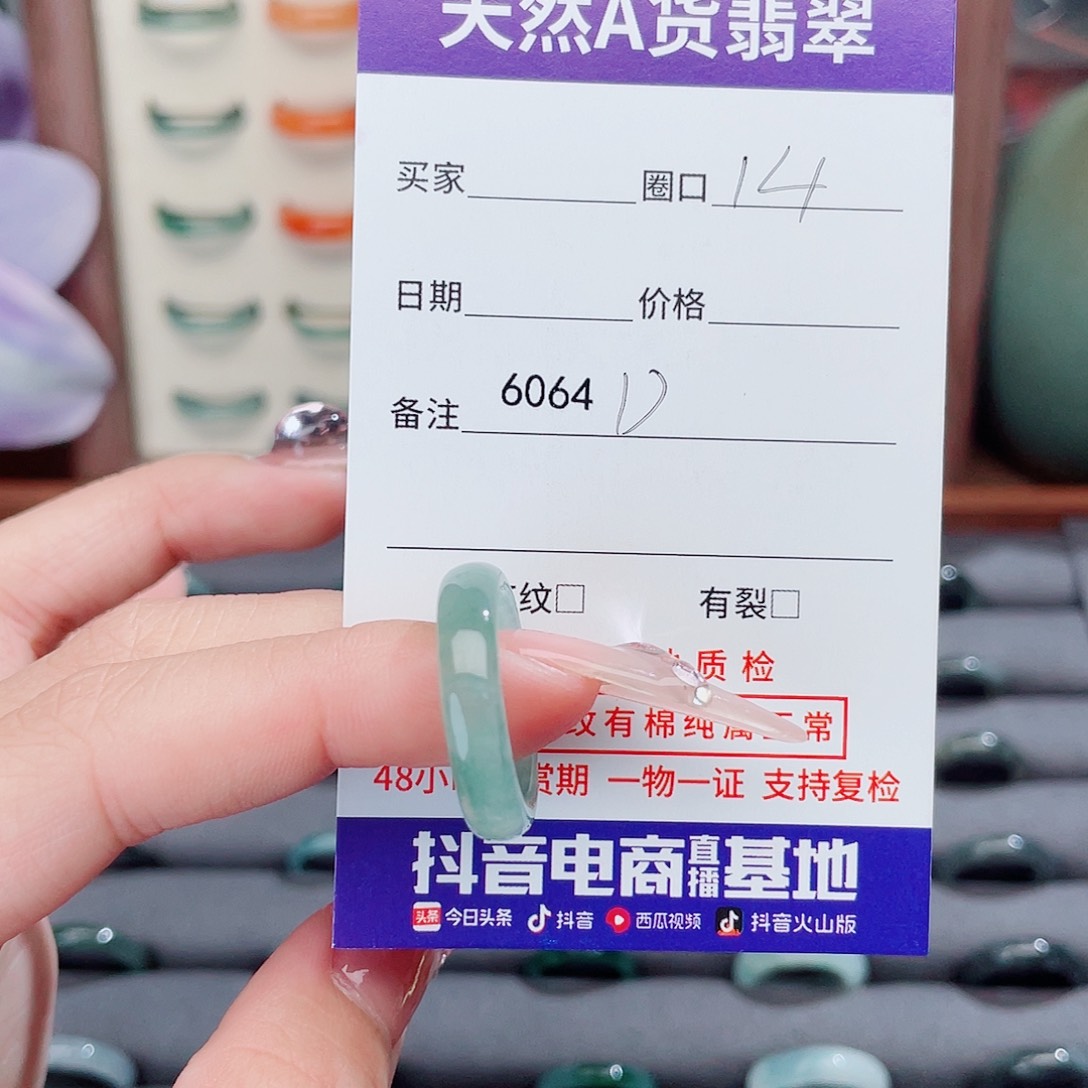 天然A货翡翠
买家 圈口 14
日期 价格
备注 6064 D
纹□ 有裂□
质检
纹有棉纯属正常
48小 赏期 一物一证 支持复检
抖音电商直播基地
头条 今日头条 抖音 西瓜视频 抖音火山版